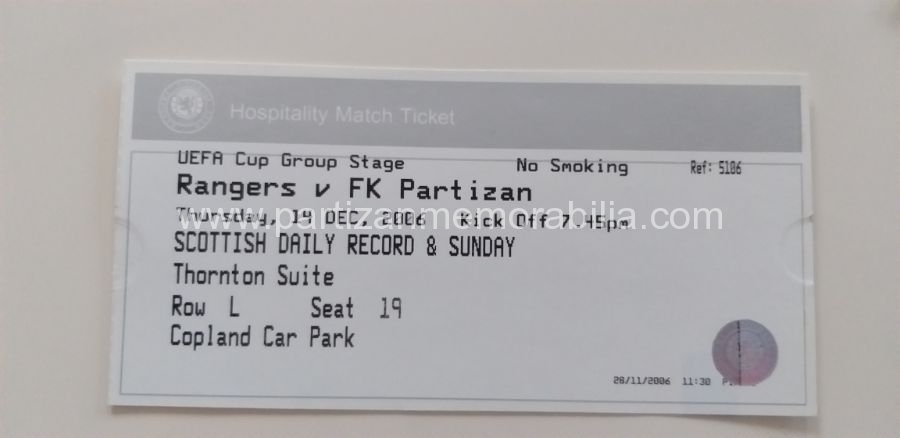 Hospitality Match Ticket
UEFA Cup Group Stage No Smoking Ref: 5106
Rangers v FK Partizan
Thursday, 14 DEC, 2006 Kick Off 7.45pm
www.partizanmemorabilia.com
SCOTTISH DAILY RECORD & SUNDAY
Thornton Suite
Row L Seat 19
Copland Car Park
28/11/2006 11:30